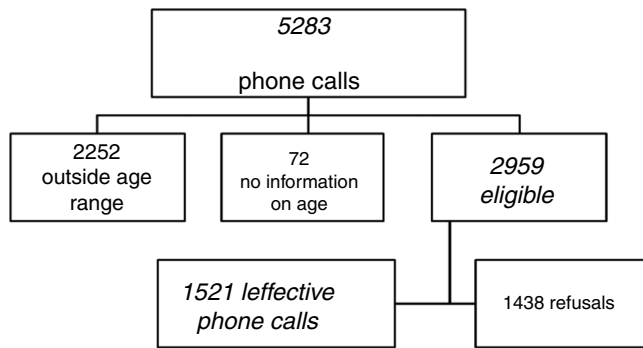 5283
phone calls
2252
outside age
range
72
no information
on age
2959
eligible
1521 leffective
phone calls
1438 refusals